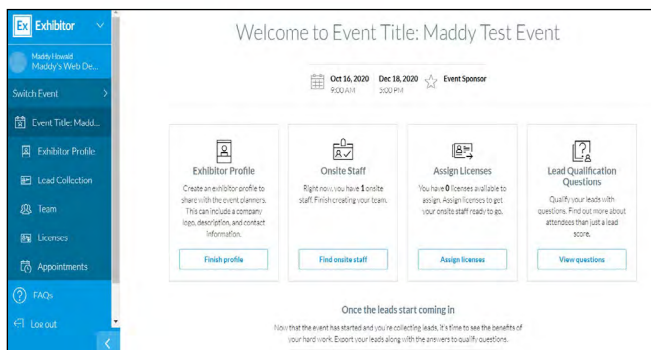 Ex Exhibitor
Maddy Howald
Maddy's Web De...
Switch Event
Event Title: Madd...
Exhibitor Profile
Lead Collection
Team
Licenses
Appointments
FAQs
Log out
Welcome to Event Title: Maddy Test Event
Oct 16, 2020 Dec 18, 2020 Event Sponsor
9:00 AM 5:00 PM
Exhibitor Profile
Create an exhibitor profile to
share with the event planners.
This can include a company
logo, description, and contact
information.
Finish profile
Onsite Staff
Right now, you have 1 onsite
staff. Finish creating your team.
Find onsite staff
Assign Licenses
You have 0 licenses available to
assign. Assign licenses to get
your onsite staff ready to go.
Assign licenses
Lead Qualification
Questions
Qualify your leads with
questions. Find out more about
attendees than just a lead
score.
View questions
Once the leads start coming in
Now that the event has started and you're collecting leads, it's time to see the benefits of
your hard work. Export your leads along with the answers to qualify questions.